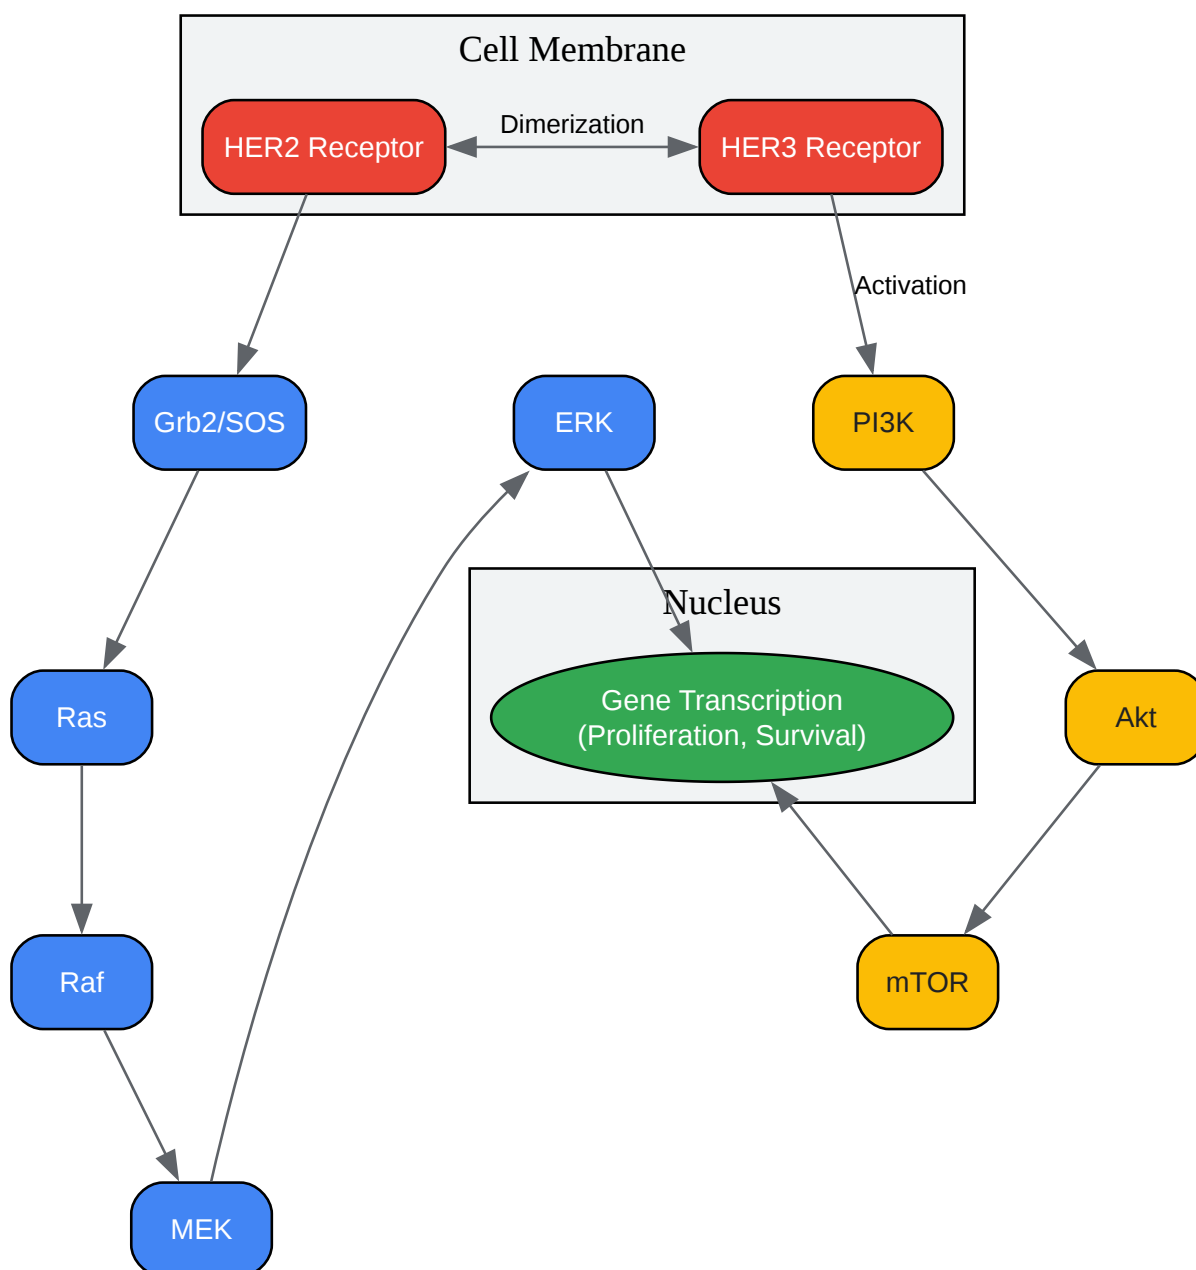 Cell Membrane
HER2 Receptor
Dimerization
HER3 Receptor
Activation
Grb2/SOS
ERK
PI3K
Nucleus
Ras
Gene Transcription
(Proliferation, Survival)
Akt
Raf
mTOR
MEK